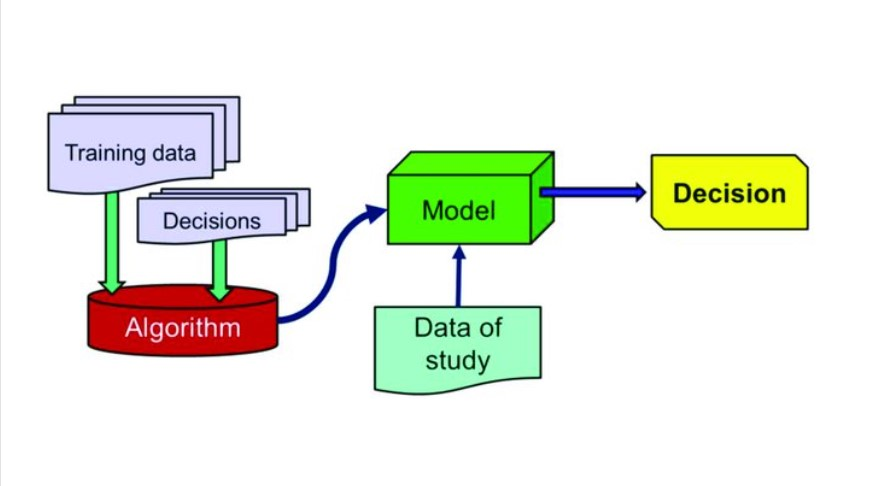 Training data
Decisions
Algorithm
Model
Data of
study
Decision